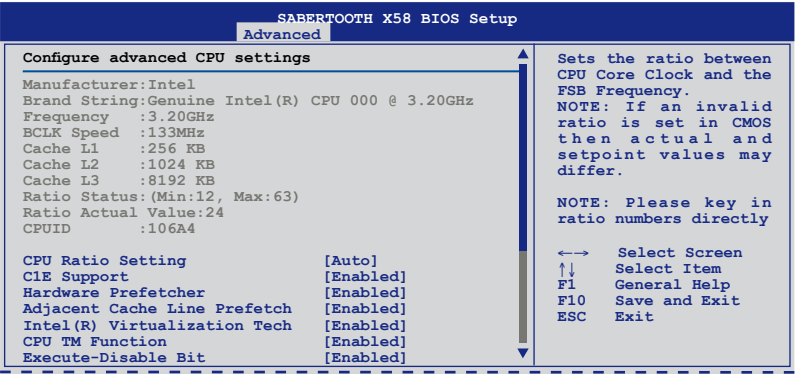 SABERTOOTH X58 BIOS Setup
Advanced
Configure advanced CPU settings
Manufacturer:Intel
Brand String:Genuine Intel(R) CPU 000 @ 3.20GHz
Frequency :3.20GHz
BCLK Speed :133MHz
Cache L1 :256 KB
Cache L2 :1024 KB
Cache L3 :8192 KB
Ratio Status:(Min:12, Max:63)
Ratio Actual Value:24
CPUID :106A4
CPU Ratio Setting [Auto]
C1E Support [Enabled]
Hardware Prefetcher [Enabled]
Adjacent Cache Line Prefetch [Enabled]
Intel(R) Virtualization Tech [Enabled]
CPU TM Function [Enabled]
Execute-Disable Bit [Enabled]
Sets the ratio between
CPU Core Clock and the
FSB Frequency.
NOTE: If an invalid
ratio is set in CMOS
then actual and
setpoint values may
differ.
NOTE: Please key in
ratio numbers directly
←→ Select Screen
↑↓ Select Item
F1 General Help
F10 Save and Exit
ESC Exit